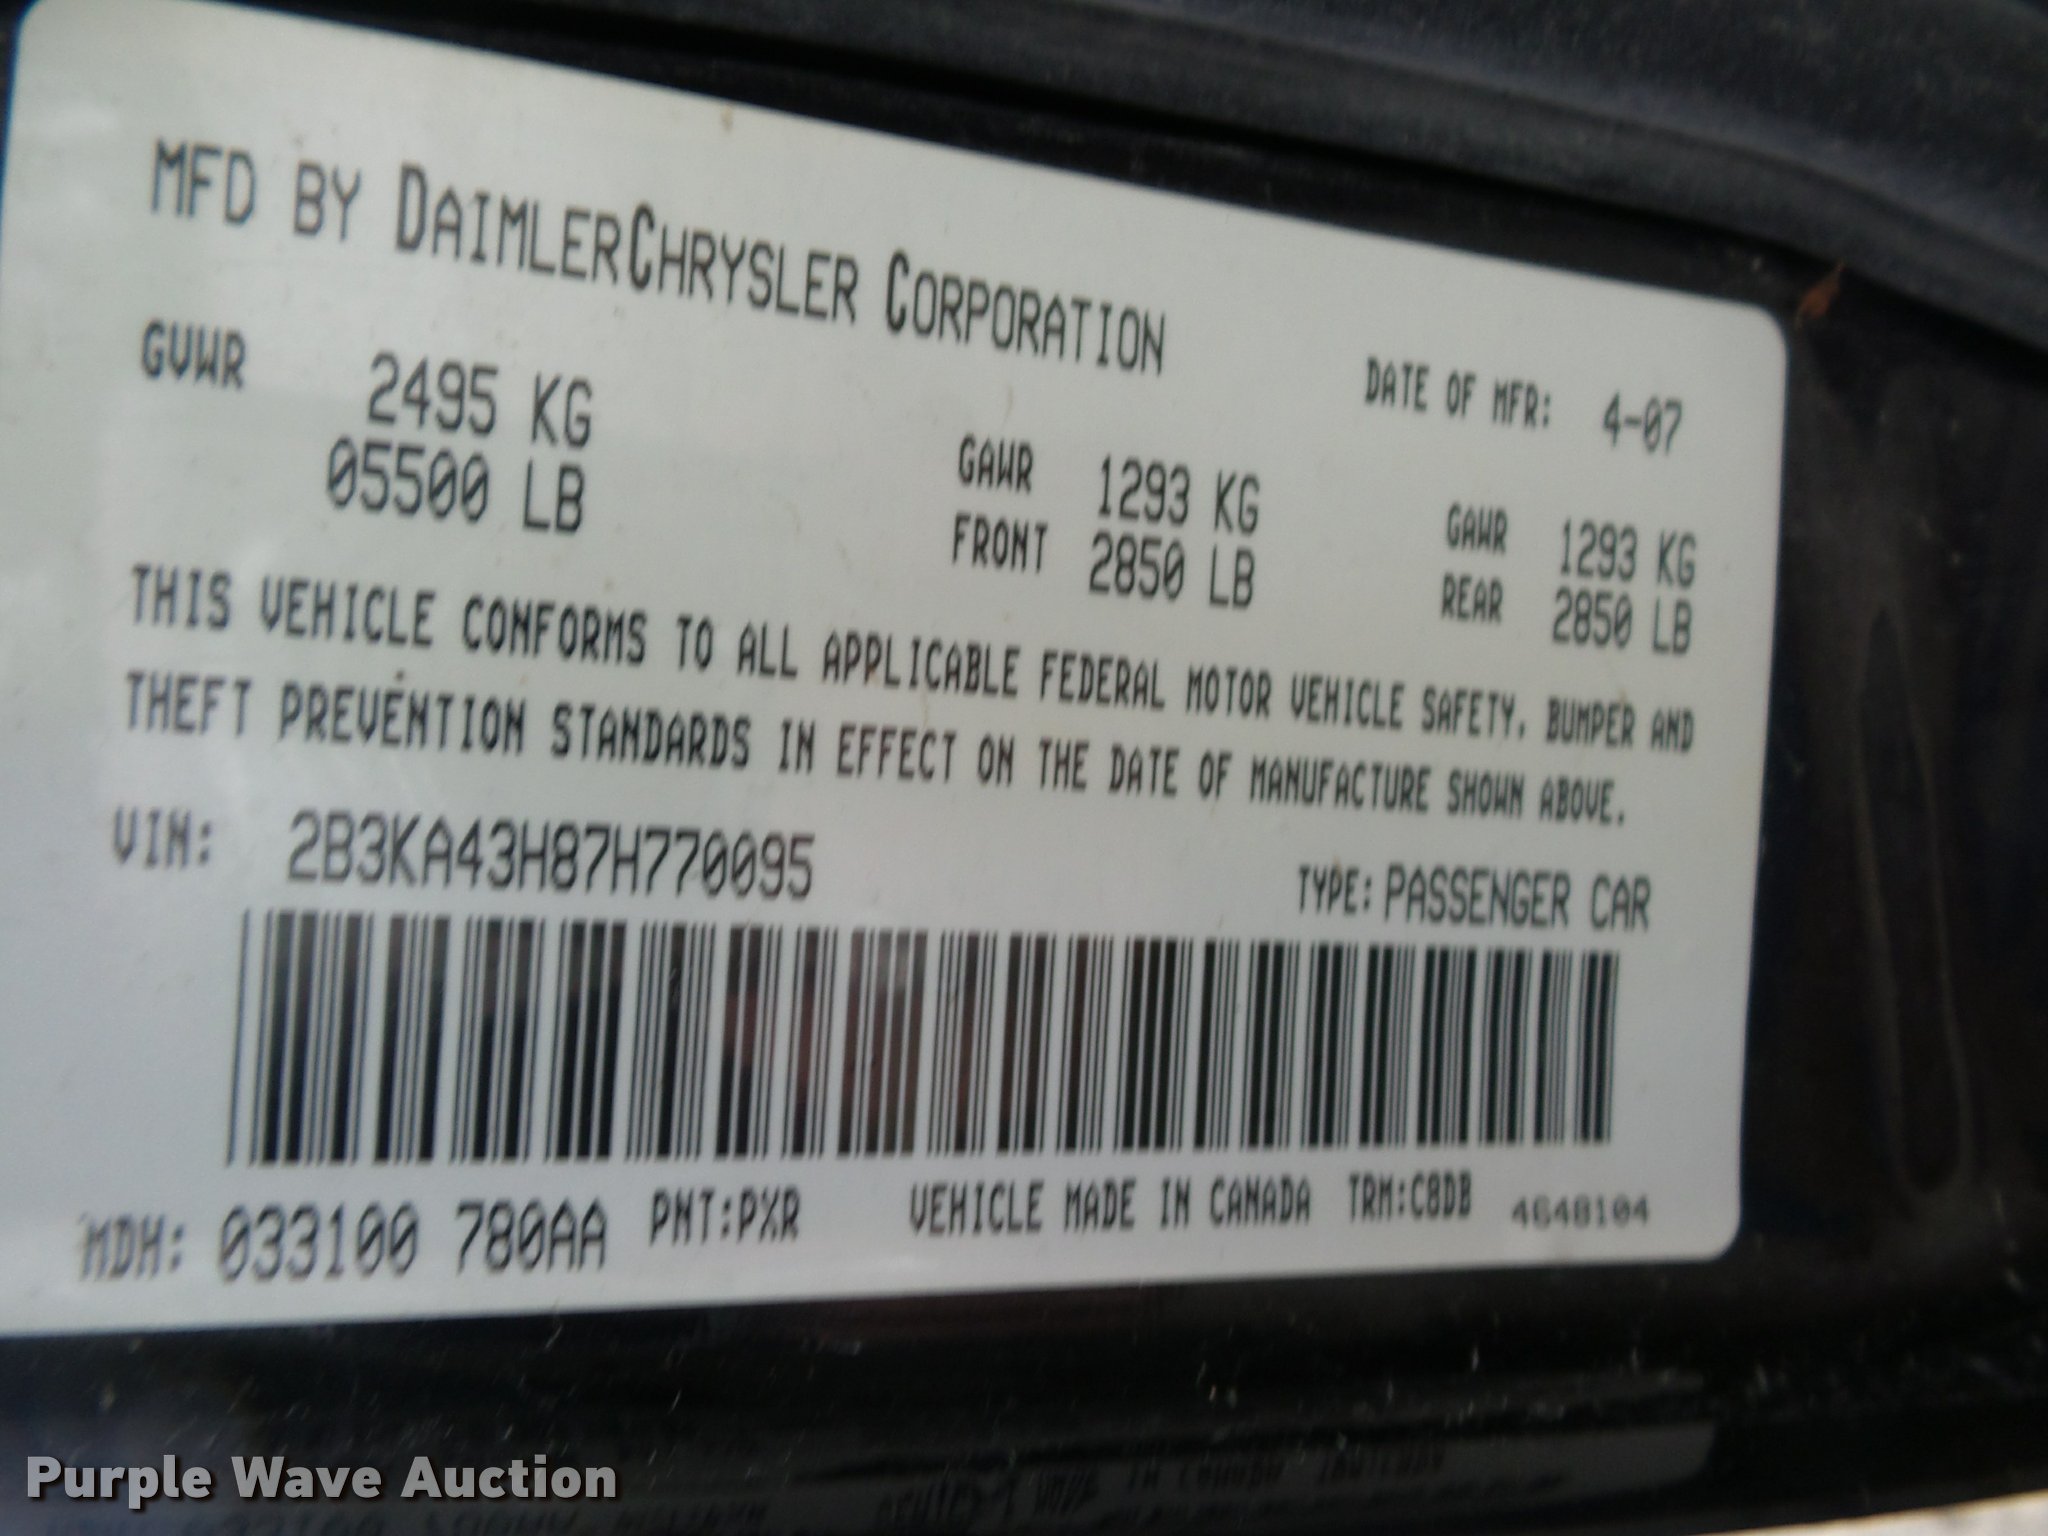 MFD BY DAIMLERCHRYSLER CORPORATION
DATE OF MFR: 4-07
GVWR 2495 KG
05500 LB
GAWR 1293 KG
FRONT 2850 LB
GAWR 1293 KG
REAR 2850 LB
THIS VEHICLE CONFORMS TO ALL APPLICABLE FEDERAL MOTOR VEHICLE SAFETY, BUMPER AND
THEFT PREVENTION STANDARDS IN EFFECT ON THE DATE OF MANUFACTURE SHOWN ABOVE.
VIN: 2B3KA43H87H770095
TYPE: PASSENGER CAR
MDH: 033100 780AA PNT:PXR VEHICLE MADE IN CANADA TRM:C8DB 4648104
Purple Wave Auction